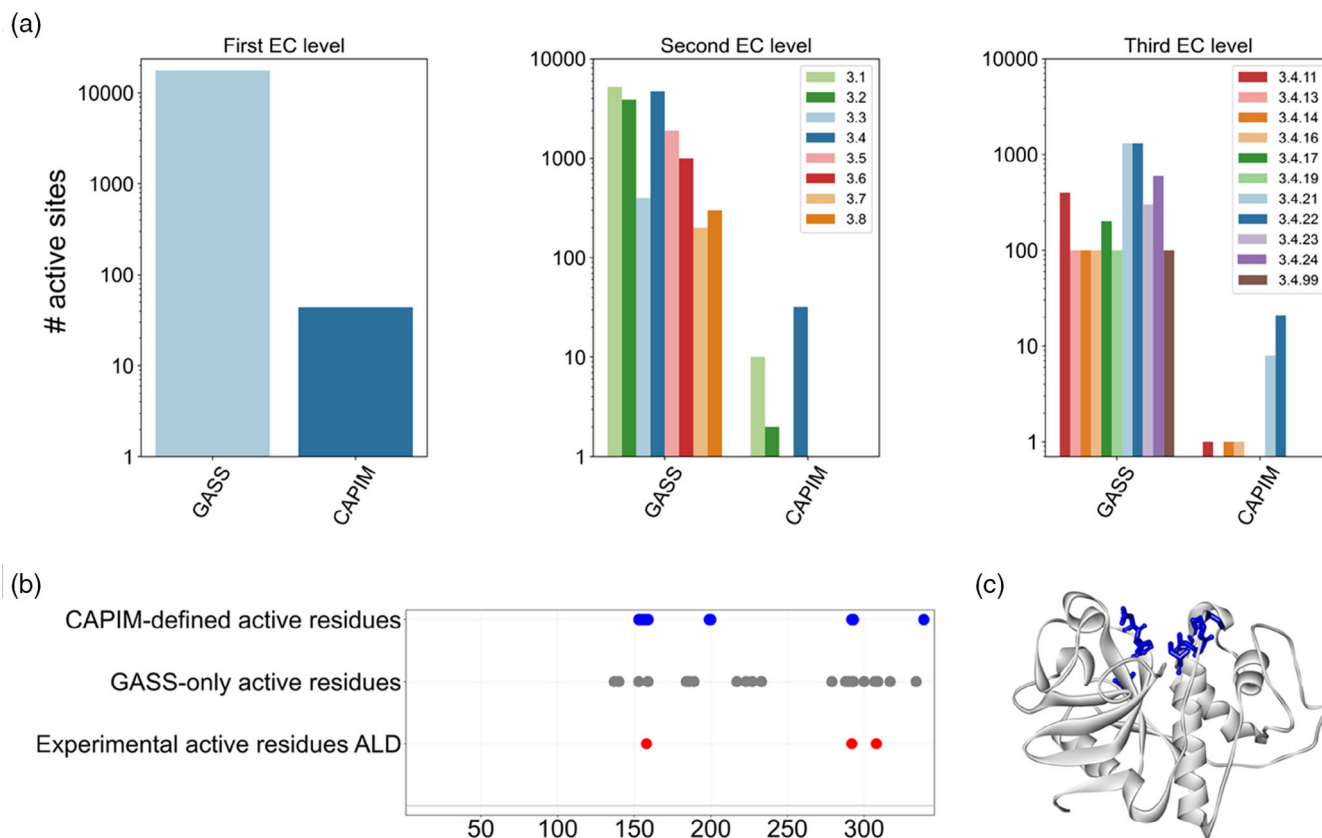 (a)
First EC level
Second EC level
Third EC level
# active sites
10000
1000
100
10
1
GASS
CAPIM
10000
1000
100
10
1
3.1
3.2
3.3
3.4
3.5
3.6
3.7
3.8
GASS
CAPIM
10000
1000
100
10
1
3.4.11
3.4.13
3.4.14
3.4.16
3.4.17
3.4.19
3.4.21
3.4.22
3.4.23
3.4.24
3.4.99
GASS
CAPIM
(b)
CAPIM-defined active residues
GASS-only active residues
Experimental active residues ALD
50
100
150
200
250
300
(c)